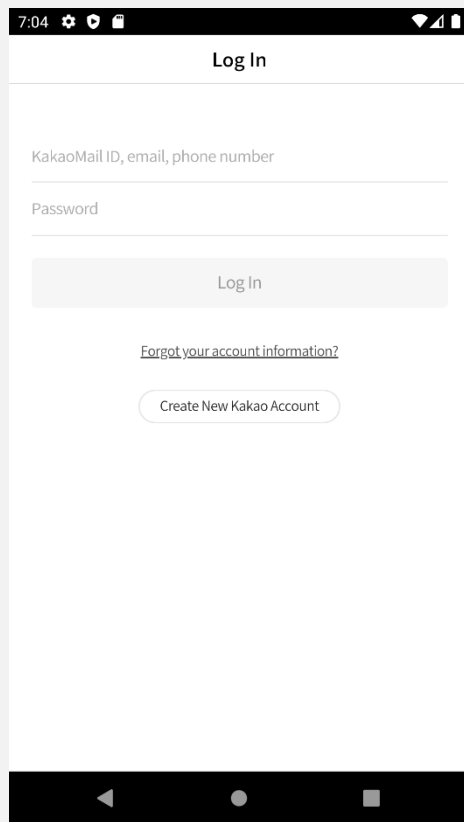 7:04
Log In
KakaoMail ID, email, phone number
Password
Log In
Forgot your account information?
Create New Kakao Account